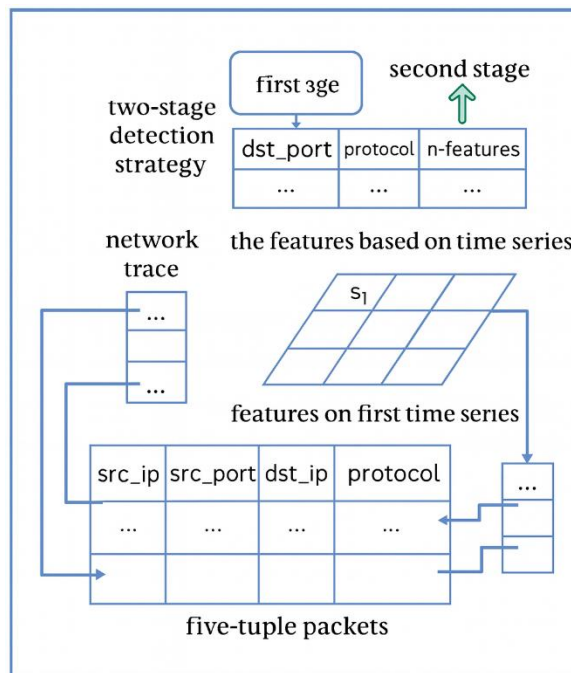 first 3ge
second stage
two-stage
detection
strategy
dst_port protocol n-features
... ... ...
network
trace
the features based on time series
...
...
s1
features on first time series
src_ip src_port dst_ip protocol
... ... ... ...
...
five-tuple packets